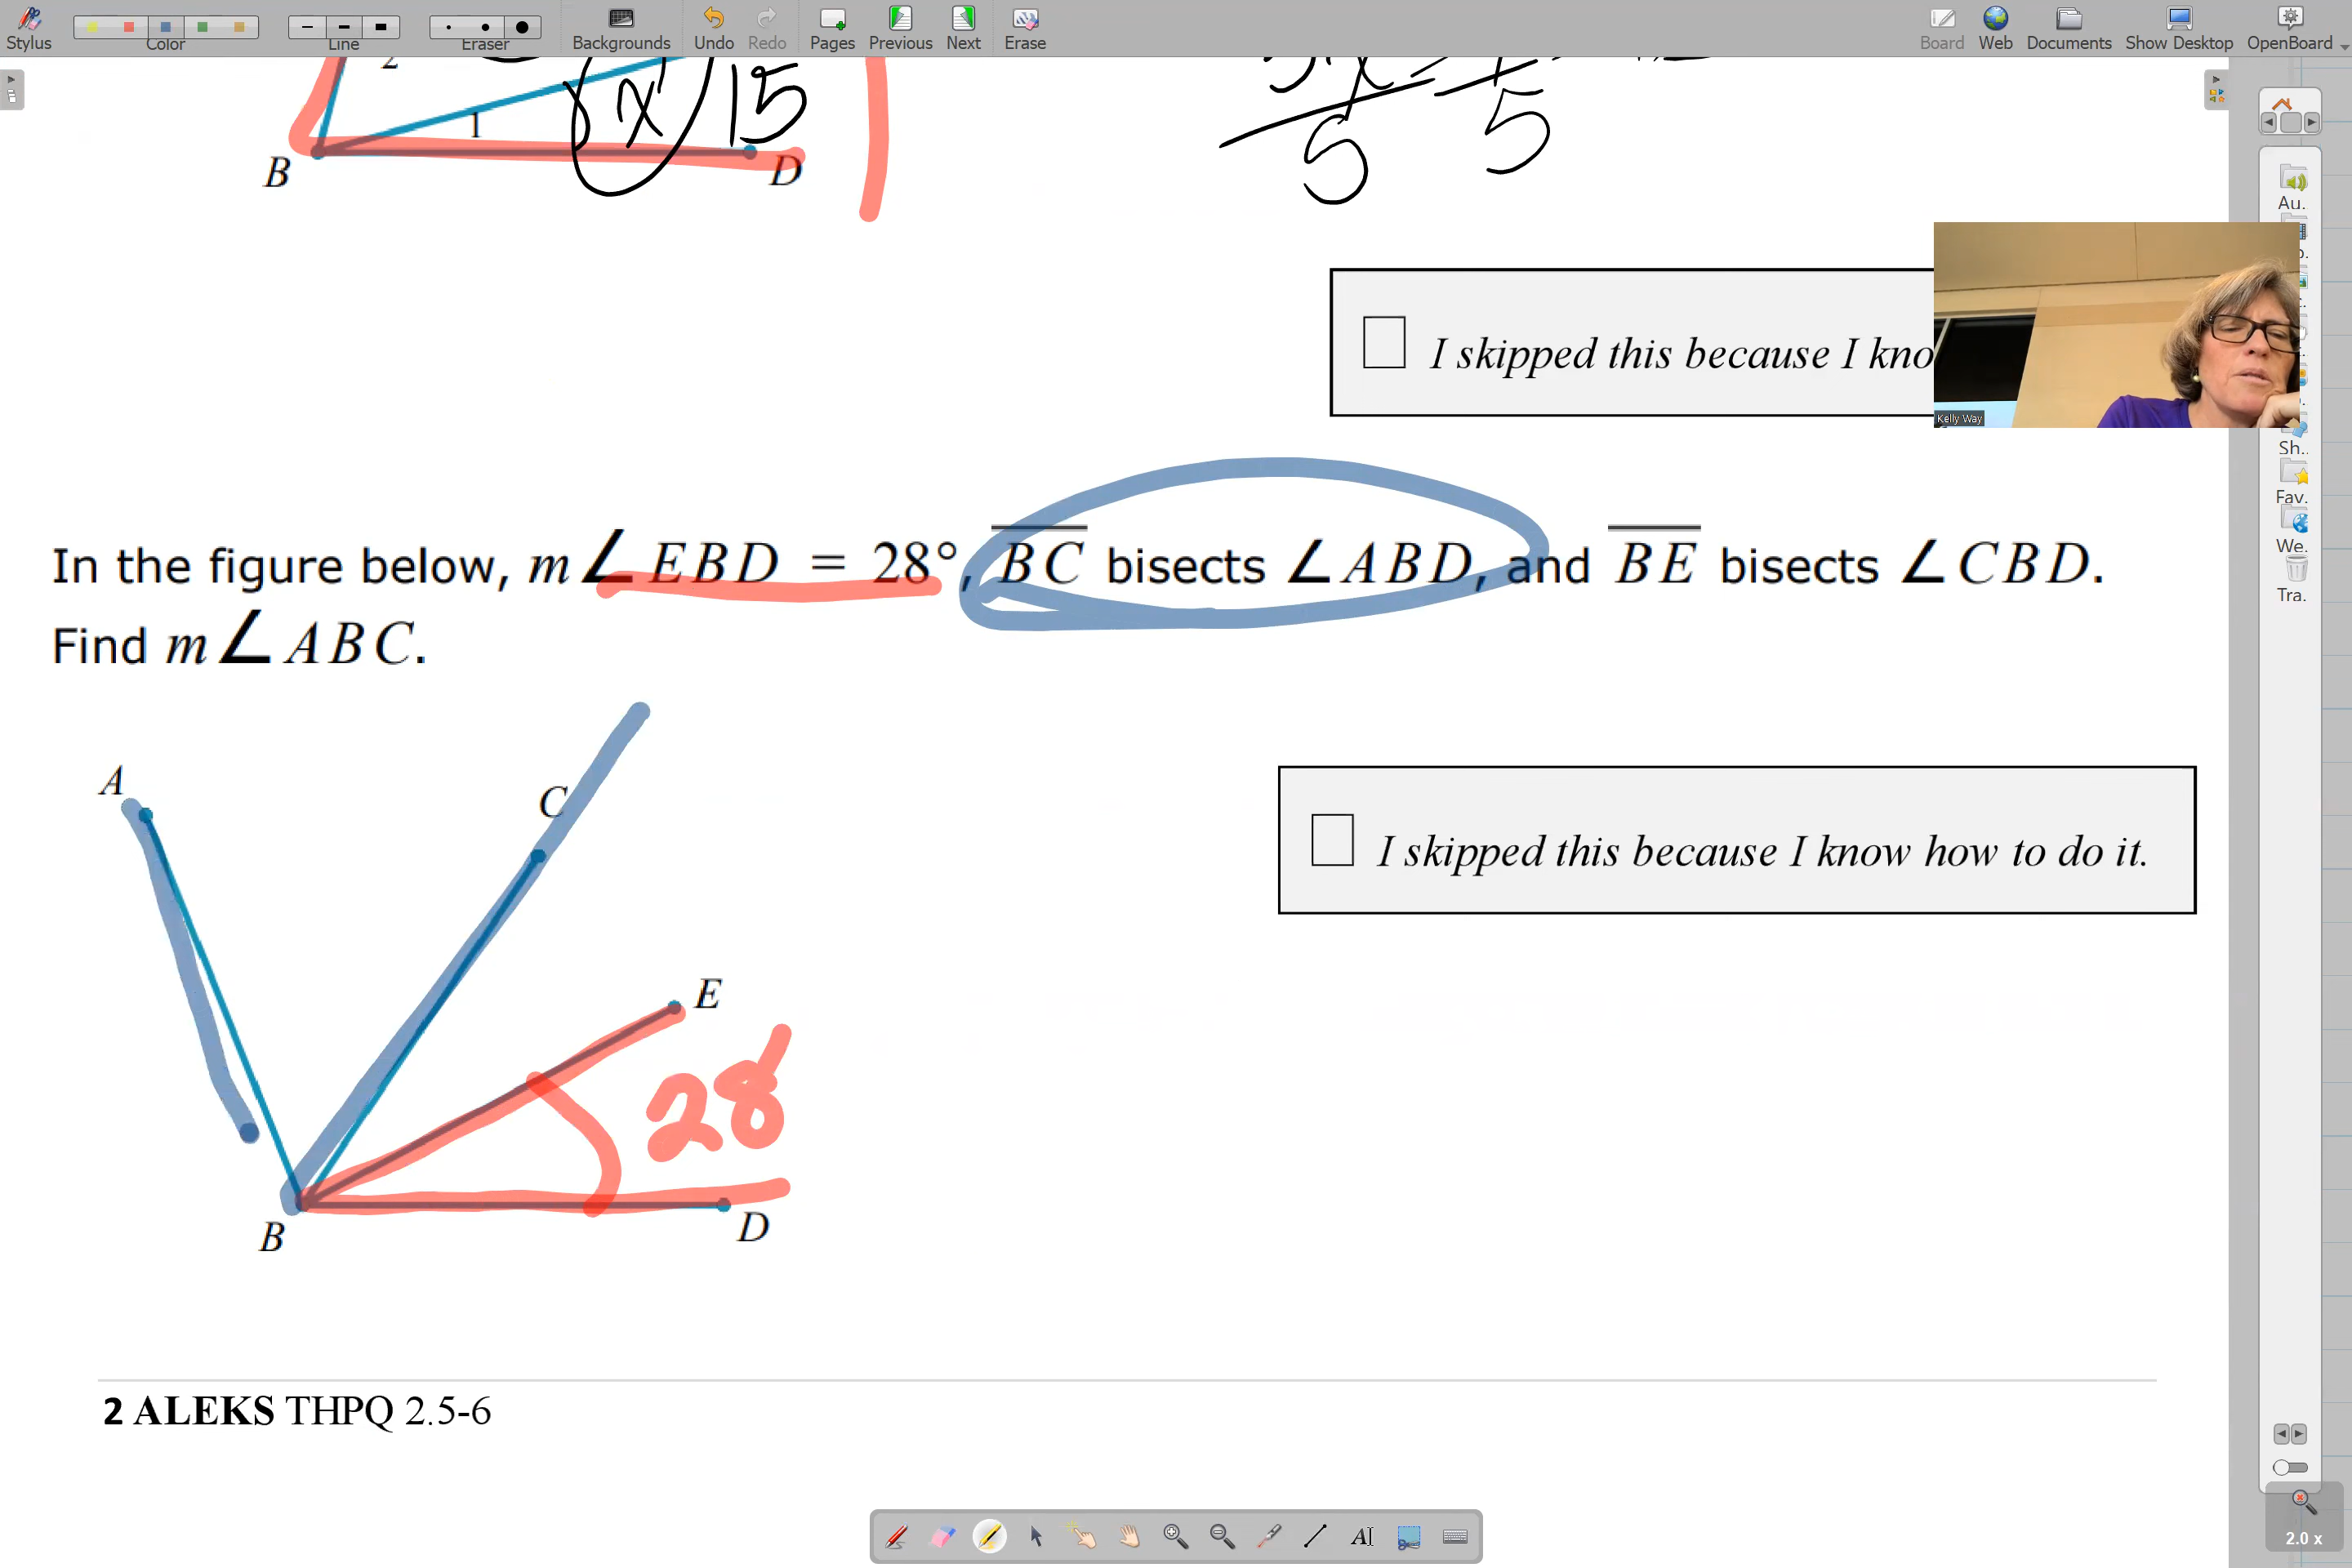 Stylus Color Line Eraser Backgrounds Undo Redo Pages Previous Next Erase Board Web Documents Show Desktop OpenBoard
2
x 15
1
B
D
5
5
I skipped this because I kno
Kelly Way
Au.
Sh..
Fav.
We.
Tra.
In the figure below, m∠EBD = 28°, BC bisects ∠ABD, and BE bisects ∠CBD.
Find m∠ABC.
A
C
I skipped this because I know how to do it.
E
28
B
D
2 ALEKS THPQ 2.5-6
2.0 x